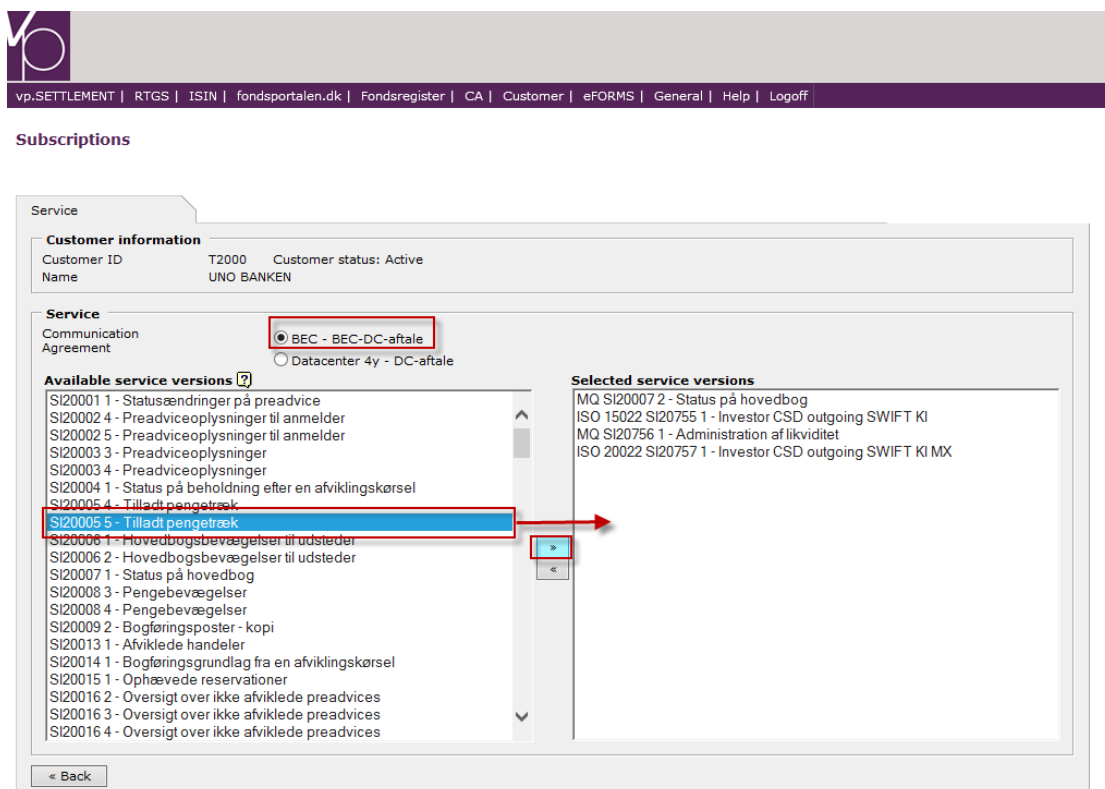 vp
vp.SETTLEMENT | RTGS | ISIN | fondsportalen.dk | Fondsregister | CA | Customer | eFORMS | General | Help | Logoff
Subscriptions
Service
Customer information
Customer ID T2000 Customer status: Active
Name UNO BANKEN
Service
Communication
Agreement
BEC - BEC-DC-aftale
Datacenter 4y - DC-aftale
Available service versions ?
SI20001 1 - Statusændringer på preadvice
SI20002 4 - Preadviceoplysninger til anmelder
SI20002 5 - Preadviceoplysninger til anmelder
SI20003 3 - Preadviceoplysninger
SI20003 4 - Preadviceoplysninger
SI20004 1 - Status på beholdning efter en afviklingskørsel
SI20005 4 - Tilladt pengetræk
SI20005 5 - Tilladt pengetræk
SI20006 1 - Hovedbogsbevægelser til udsteder
SI20006 2 - Hovedbogsbevægelser til udsteder
SI20007 1 - Status på hovedbog
SI20008 3 - Pengebevægelser
SI20008 4 - Pengebevægelser
SI20009 2 - Bogføringsposter - kopi
SI20013 1 - Afviklede handeler
SI20014 1 - Bogføringsgrundlag fra en afviklingskørsel
SI20015 1 - Ophævede reservationer
SI20016 2 - Oversigt over ikke afviklede preadvices
SI20016 3 - Oversigt over ikke afviklede preadvices
SI20016 4 - Oversigt over ikke afviklede preadvices
»
«
Selected service versions
MQ SI20007 2 - Status på hovedbog
ISO 15022 SI20755 1 - Investor CSD outgoing SWIFT KI
MQ SI20756 1 - Administration af likviditet
ISO 20022 SI20757 1 - Investor CSD outgoing SWIFT KI MX
« Back